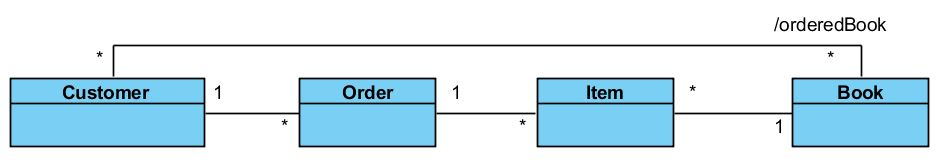 /orderedBook
* *
Customer 1 Order 1 Item * Book
* * 1